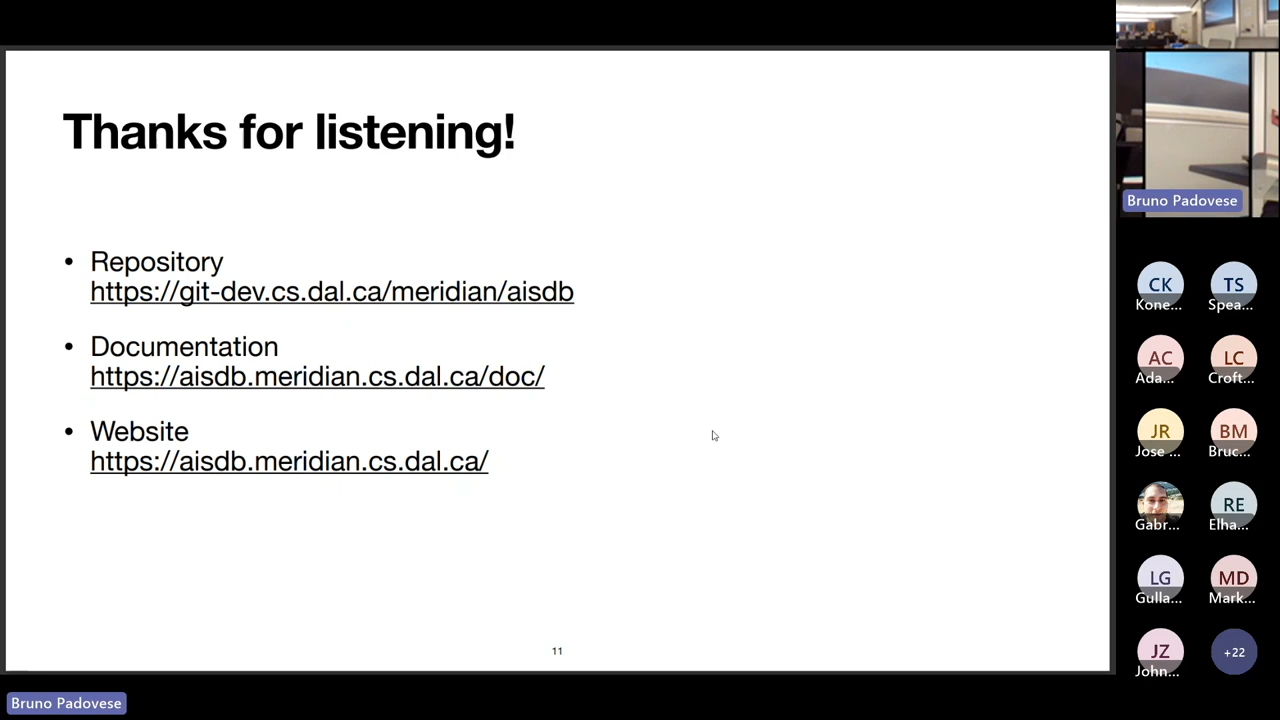 Thanks for listening!
• Repository
https://git-dev.cs.dal.ca/meridian/aisdb
• Documentation
https://aisdb.meridian.cs.dal.ca/doc/
• Website
https://aisdb.meridian.cs.dal.ca/
11
Bruno Padovese
Bruno Padovese
CK TS
Kone... Spea...
AC LC
Ada... Croft...
JR BM
Jose ... Bruc...
RE
Gabr... Elha...
LG MD
Gulla... Mark...
JZ +22
John...